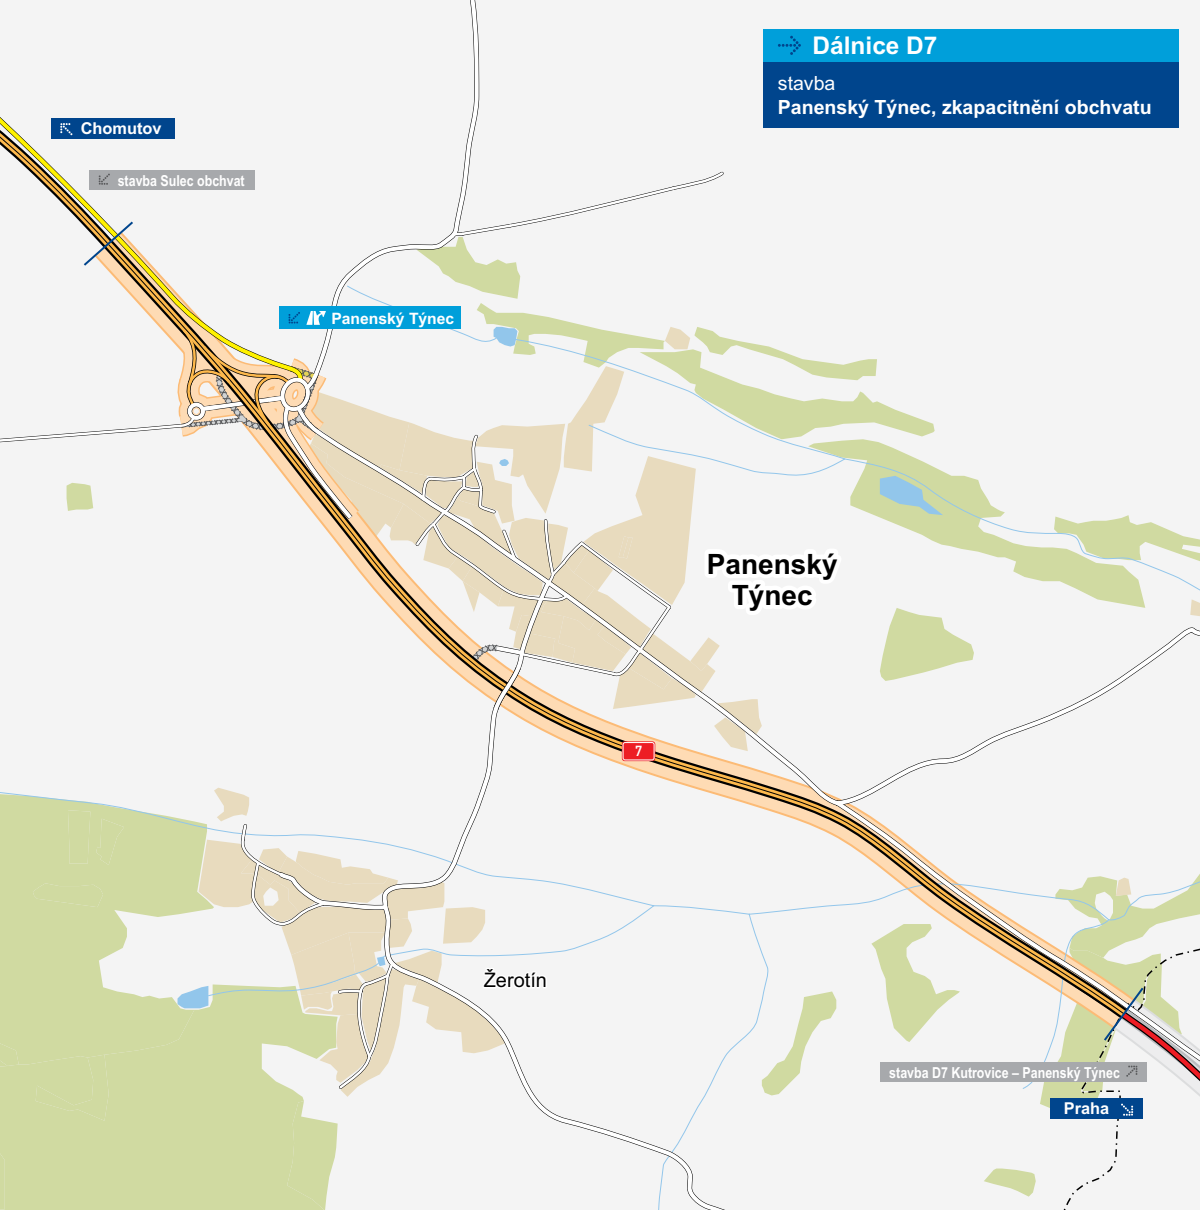 Dálnice D7
stavba
Panenský Týnec, zkapacitnění obchvatu
Chomutov
stavba Sulec obchvat
Panenský Týnec
Panenský
Týnec
7
Žerotín
stavba D7 Kutrovice – Panenský Týnec
Praha